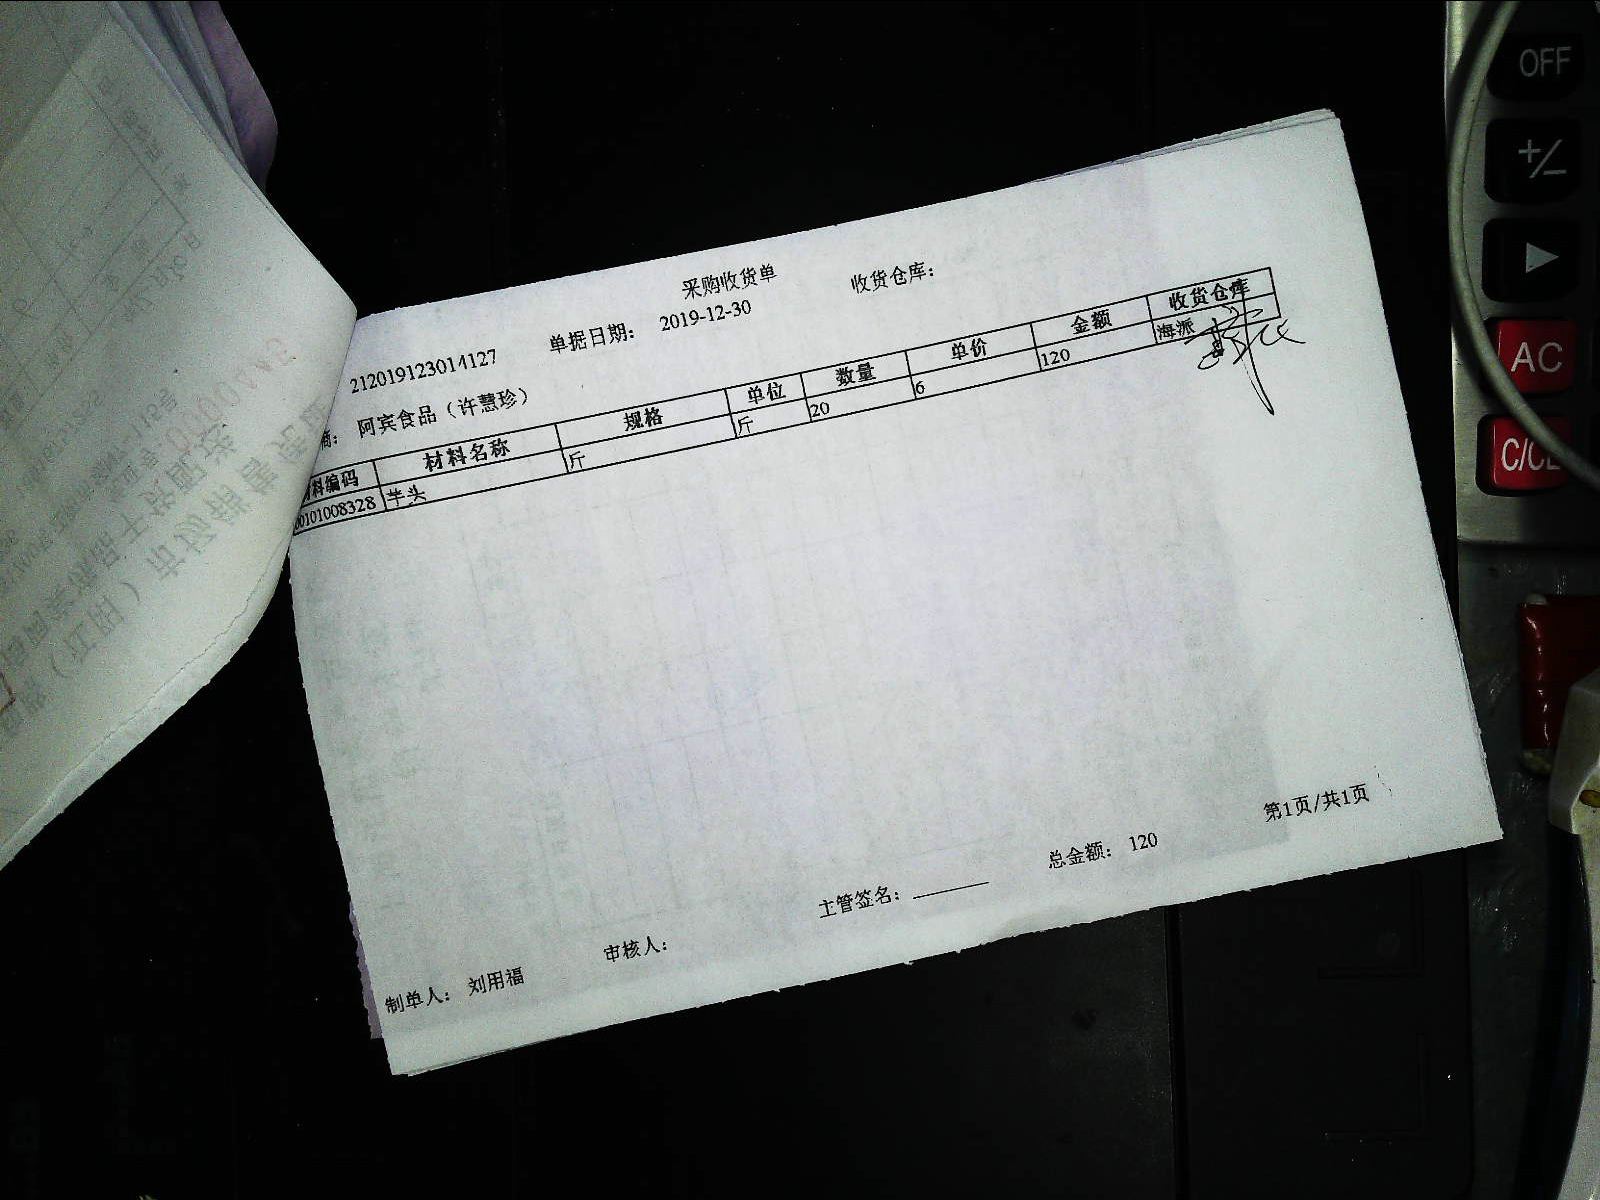 采购收货单
收货仓库：
212019123014127
单据日期： 2019-12-30
商： 阿宾食品（许慧珍）
料编码 材料名称 规格 单位 数量 单价 金额 收货仓库
00101008328 芋头 斤 斤 20 6 120 海派
第1页/共1页
总金额： 120
主管签名：
审核人：
制单人： 刘用福
OFF
+/−
▶
AC
C/CE